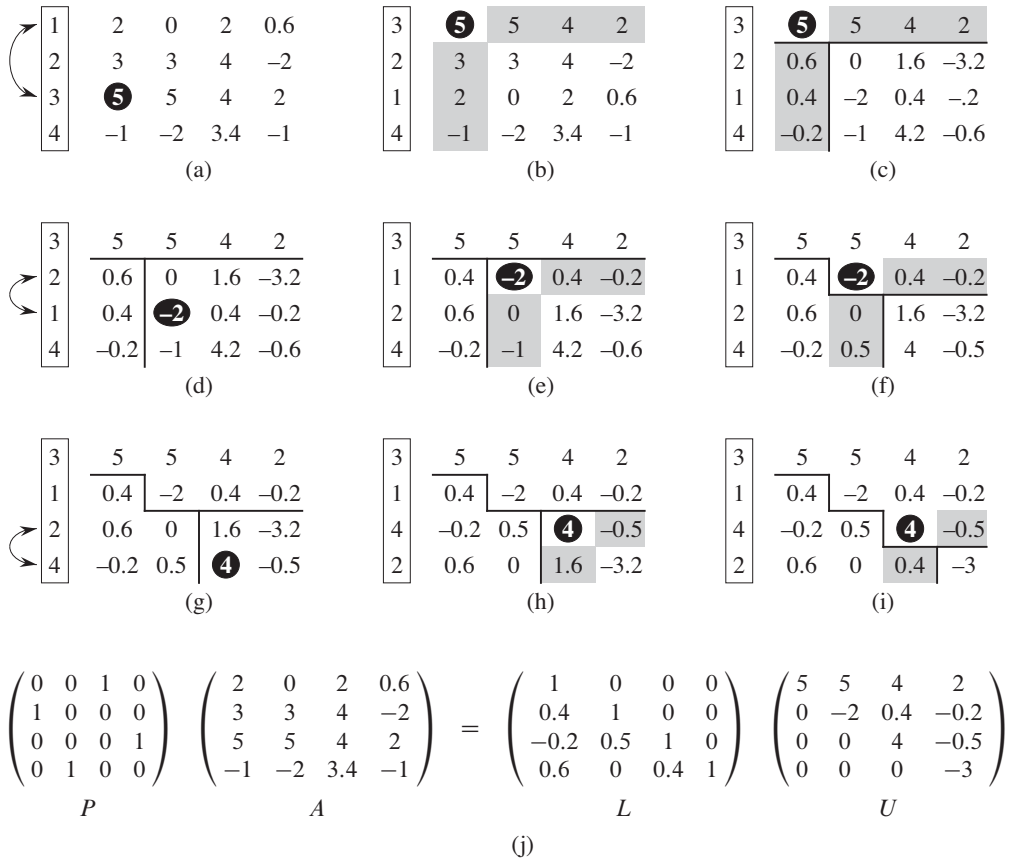 1 2 0 2 0.6 3 5 5 4 2 3 5 5 4 2
2 3 3 4 –2 2 3 3 4 –2 2 0.6 0 1.6 –3.2
3 5 5 4 2 1 2 0 2 0.6 1 0.4 –2 0.4 –.2
4 –1 –2 3.4 –1 4 –1 –2 3.4 –1 4 –0.2 –1 4.2 –0.6
(a) (b) (c)
3 5 5 4 2 3 5 5 4 2 3 5 5 4 2
2 0.6 0 1.6 –3.2 1 0.4 –2 0.4 –0.2 1 0.4 –2 0.4 –0.2
1 0.4 –2 0.4 –0.2 2 0.6 0 1.6 –3.2 2 0.6 0 1.6 –3.2
4 –0.2 –1 4.2 –0.6 4 –0.2 –1 4.2 –0.6 4 –0.2 0.5 4 –0.5
(d) (e) (f)
3 5 5 4 2 3 5 5 4 2 3 5 5 4 2
1 0.4 –2 0.4 –0.2 1 0.4 –2 0.4 –0.2 1 0.4 –2 0.4 –0.2
2 0.6 0 1.6 –3.2 4 –0.2 0.5 4 –0.5 4 –0.2 0.5 4 –0.5
4 –0.2 0.5 4 –0.5 2 0.6 0 1.6 –3.2 2 0.6 0 0.4 –3
(g) (h) (i)
0 0 1 0 2 0 2 0.6 1 0 0 0 5 5 4 2
1 0 0 0 3 3 4 −2 0.4 1 0 0 0 −2 0.4 −0.2
0 0 0 1 5 5 4 2 −0.2 0.5 1 0 0 0 4 −0.5
0 1 0 0 −1 −2 3.4 −1 0.6 0 0.4 1 0 0 0 −3
=
P A L U
(j)